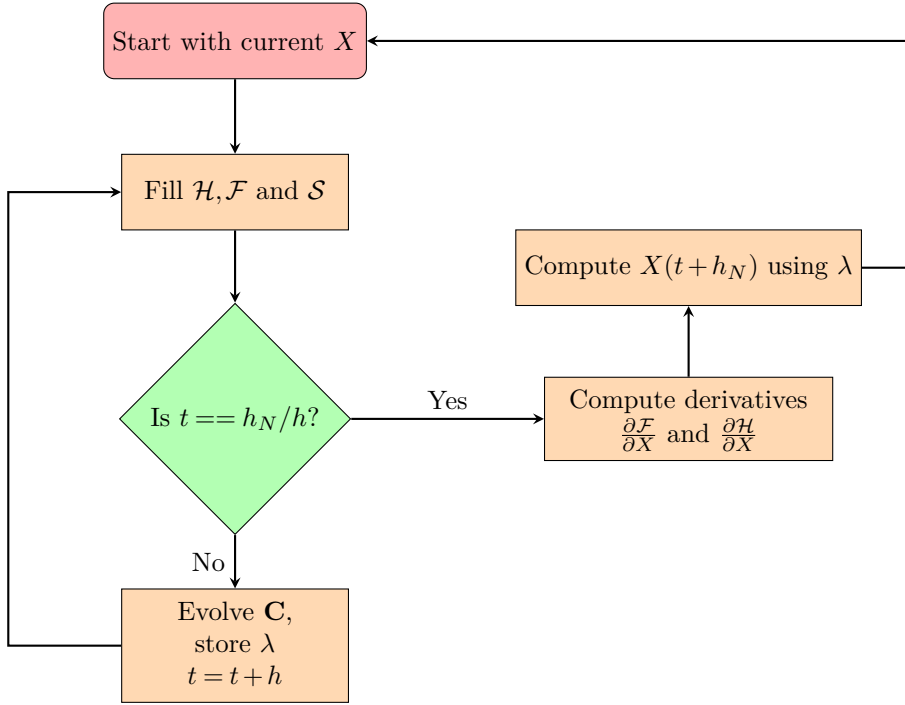 Start with current X
Fill ℋ, ℱ and 𝒮
Compute X(t + h_N) using λ
Is t == h_N/h?
Yes
Compute derivatives
∂ℱ/∂X and ∂ℋ/∂X
No
Evolve C,
store λ
t = t + h